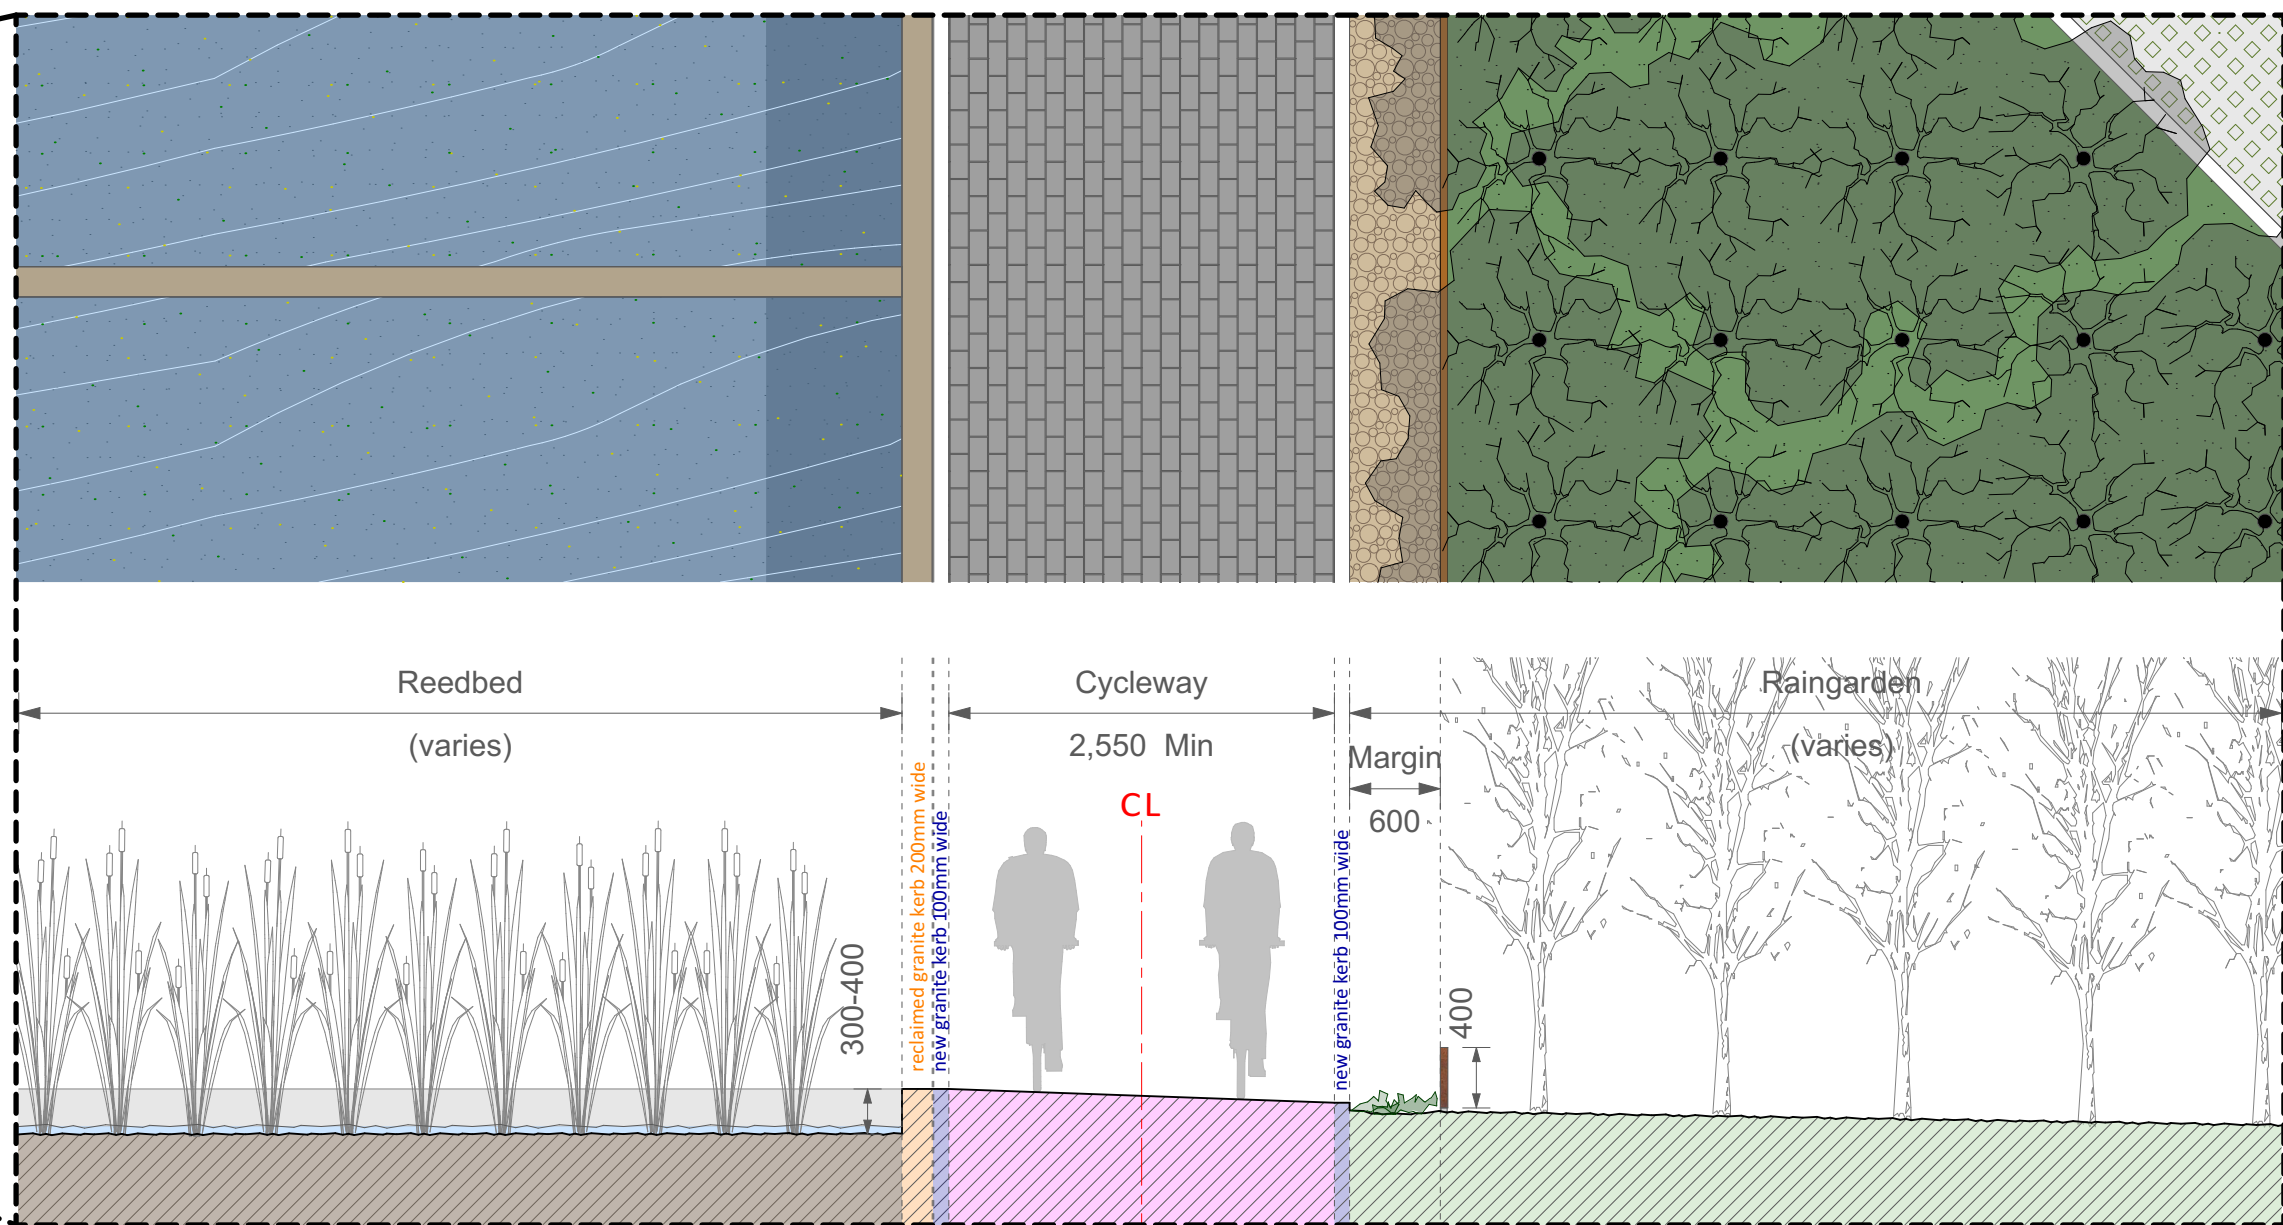 Reedbed
(varies)
Cycleway
2,550 Min
Raingarden
(varies)
Margin
600
CL
reclaimed granite kerb 200mm wide
new granite kerb 100mm wide
new granite kerb 100mm wide
300-400
400